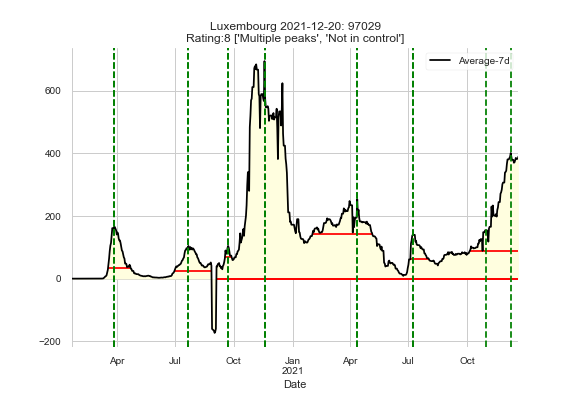 Luxembourg 2021-12-20: 97029
Rating:8 ['Multiple peaks', 'Not in control']
Average-7d
600
400
200
0
−200
Apr
Jul
Oct
Jan
2021
Apr
Jul
Oct
Date